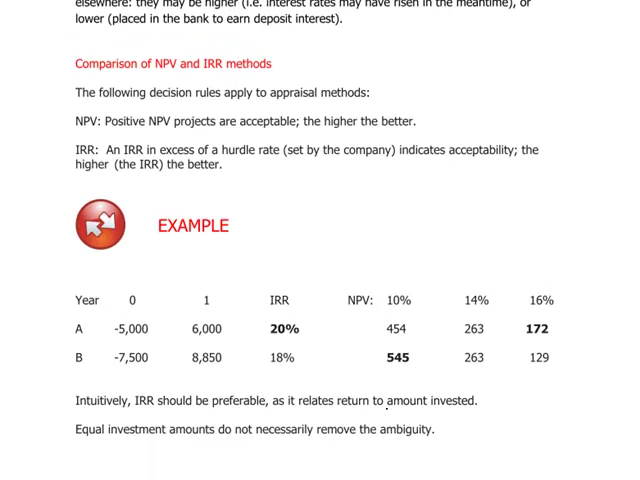 elsewhere: they may be higher (i.e. interest rates may have risen in the meantime), or
lower (placed in the bank to earn deposit interest).
Comparison of NPV and IRR methods
The following decision rules apply to appraisal methods:
NPV: Positive NPV projects are acceptable; the higher the better.
IRR: An IRR in excess of a hurdle rate (set by the company) indicates acceptability; the
higher (the IRR) the better.
EXAMPLE
Year 0 1 IRR NPV: 10% 14% 16%
A -5,000 6,000 20% 454 263 172
B -7,500 8,850 18% 545 263 129
Intuitively, IRR should be preferable, as it relates return to amount invested.
Equal investment amounts do not necessarily remove the ambiguity.